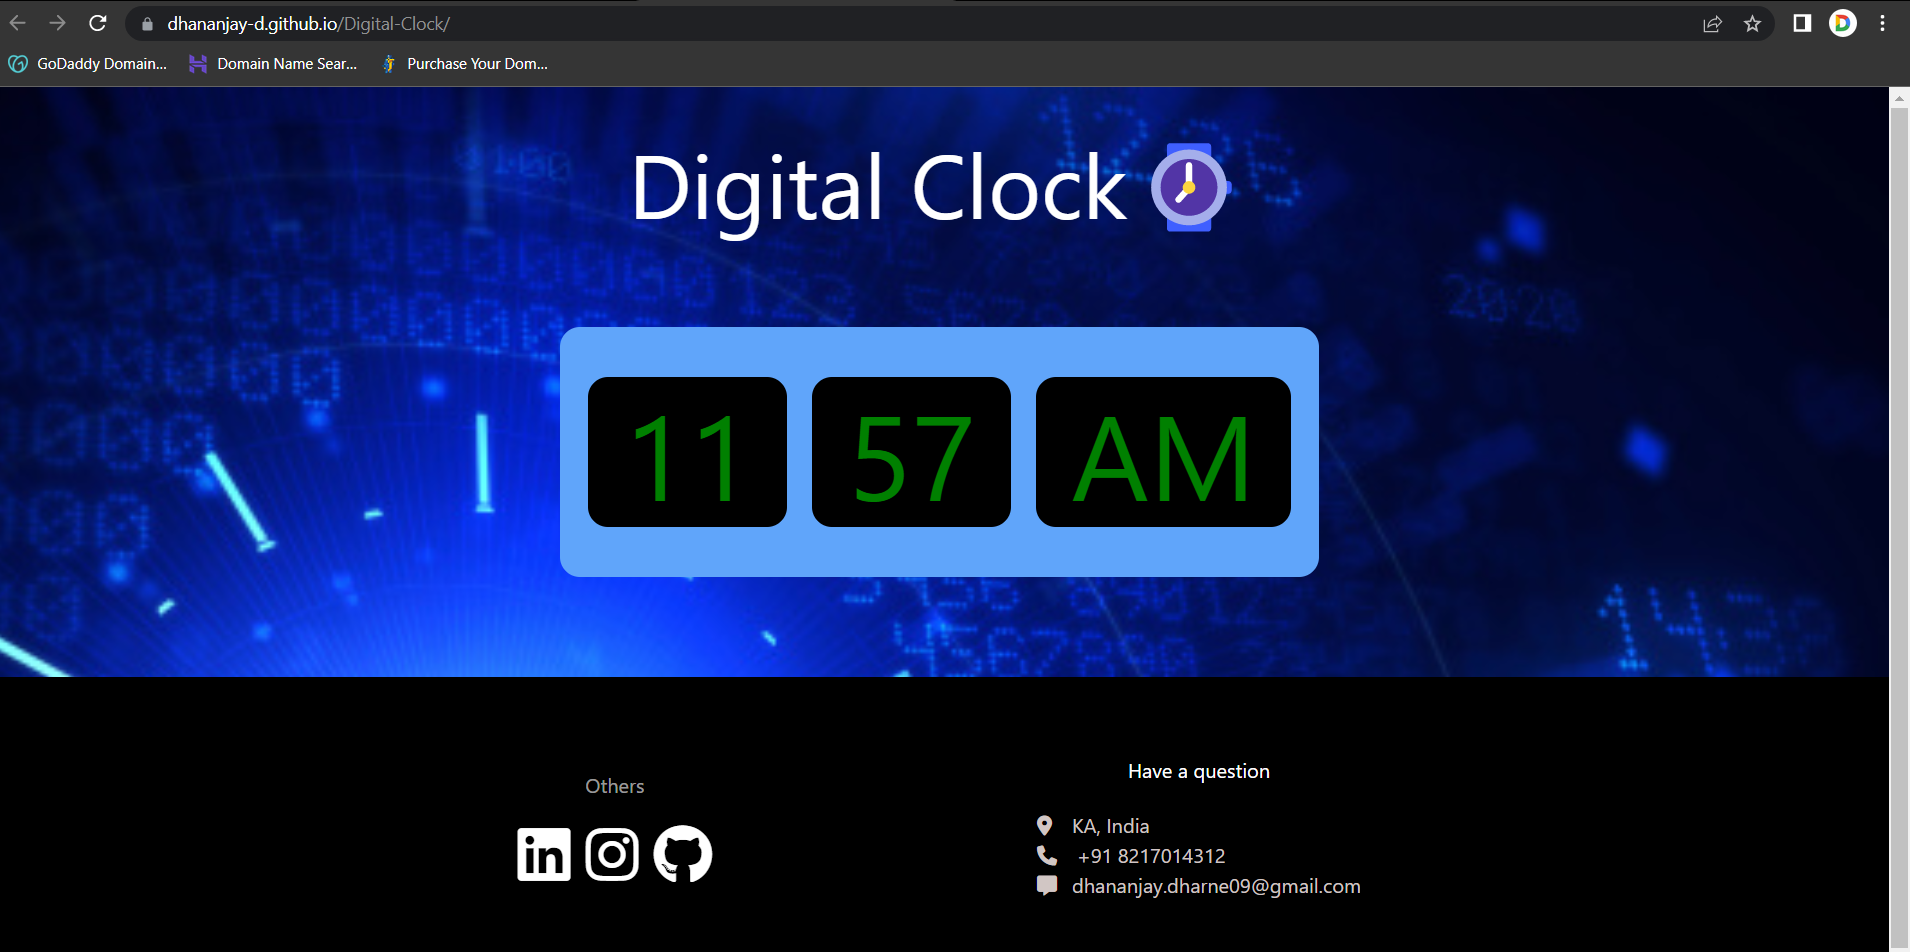 dhananjay-d.github.io/Digital-Clock/
GoDaddy Domain... Domain Name Sear... Purchase Your Dom...
Digital Clock
11 57 AM
Have a question
Others
KA, India
+91 8217014312
dhananjay.dharne09@gmail.com